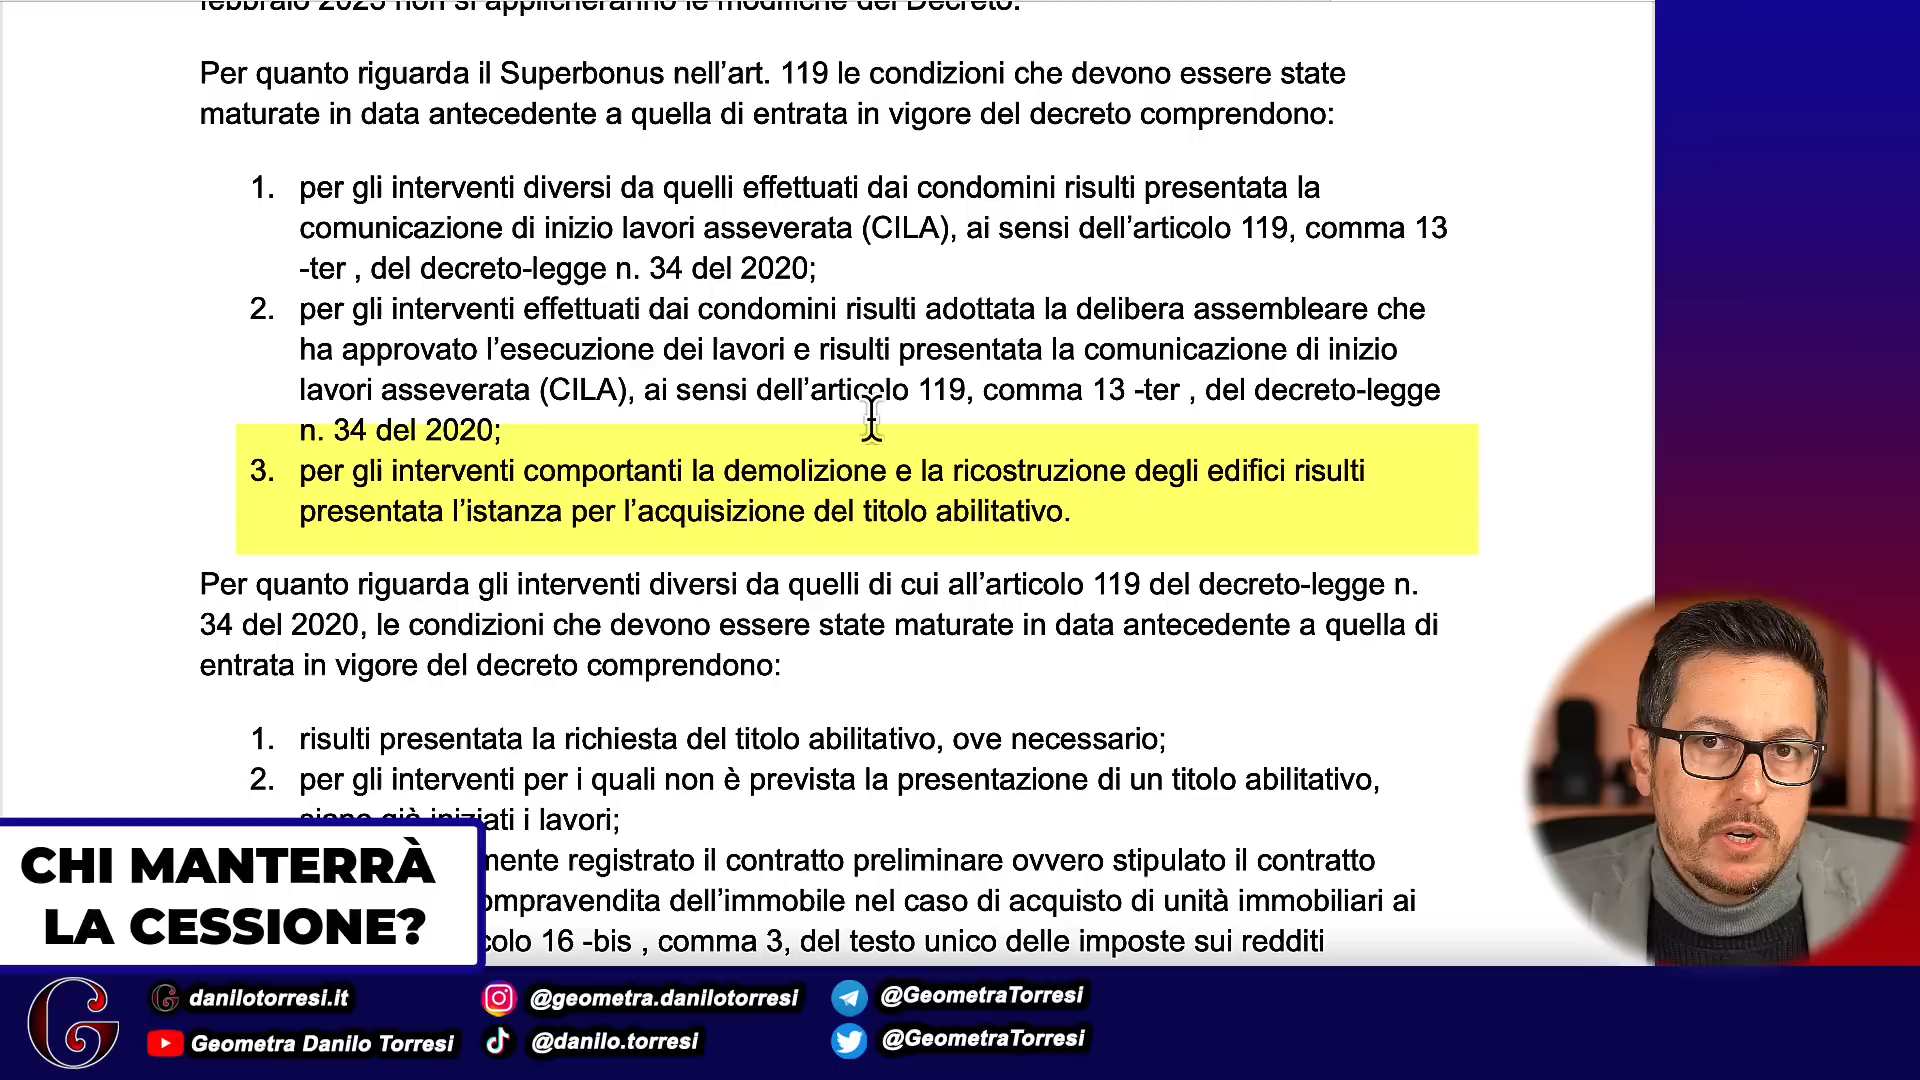 febbraio 2023 non si applicheranno le modifiche del Decreto.
Per quanto riguarda il Superbonus nell’art. 119 le condizioni che devono essere state
maturate in data antecedente a quella di entrata in vigore del decreto comprendono:
1. per gli interventi diversi da quelli effettuati dai condomini risulti presentata la
comunicazione di inizio lavori asseverata (CILA), ai sensi dell’articolo 119, comma 13
-ter , del decreto-legge n. 34 del 2020;
2. per gli interventi effettuati dai condomini risulti adottata la delibera assembleare che
ha approvato l’esecuzione dei lavori e risulti presentata la comunicazione di inizio
lavori asseverata (CILA), ai sensi dell’articolo 119, comma 13 -ter , del decreto-legge
n. 34 del 2020;
3. per gli interventi comportanti la demolizione e la ricostruzione degli edifici risulti
presentata l’istanza per l’acquisizione del titolo abilitativo.
Per quanto riguarda gli interventi diversi da quelli di cui all’articolo 119 del decreto-legge n.
34 del 2020, le condizioni che devono essere state maturate in data antecedente a quella di
entrata in vigore del decreto comprendono:
1. risulti presentata la richiesta del titolo abilitativo, ove necessario;
2. per gli interventi per i quali non è prevista la presentazione di un titolo abilitativo,
siano già iniziati i lavori;
mente registrato il contratto preliminare ovvero stipulato il contratto
ompravendita dell’immobile nel caso di acquisto di unità immobiliari ai
colo 16 -bis , comma 3, del testo unico delle imposte sui redditi
CHI MANTERRÀ
LA CESSIONE?
danilotorresi.it
@geometra.danilotorresi
@GeometraTorresi
Geometra Danilo Torresi
@danilo.torresi
@GeometraTorresi